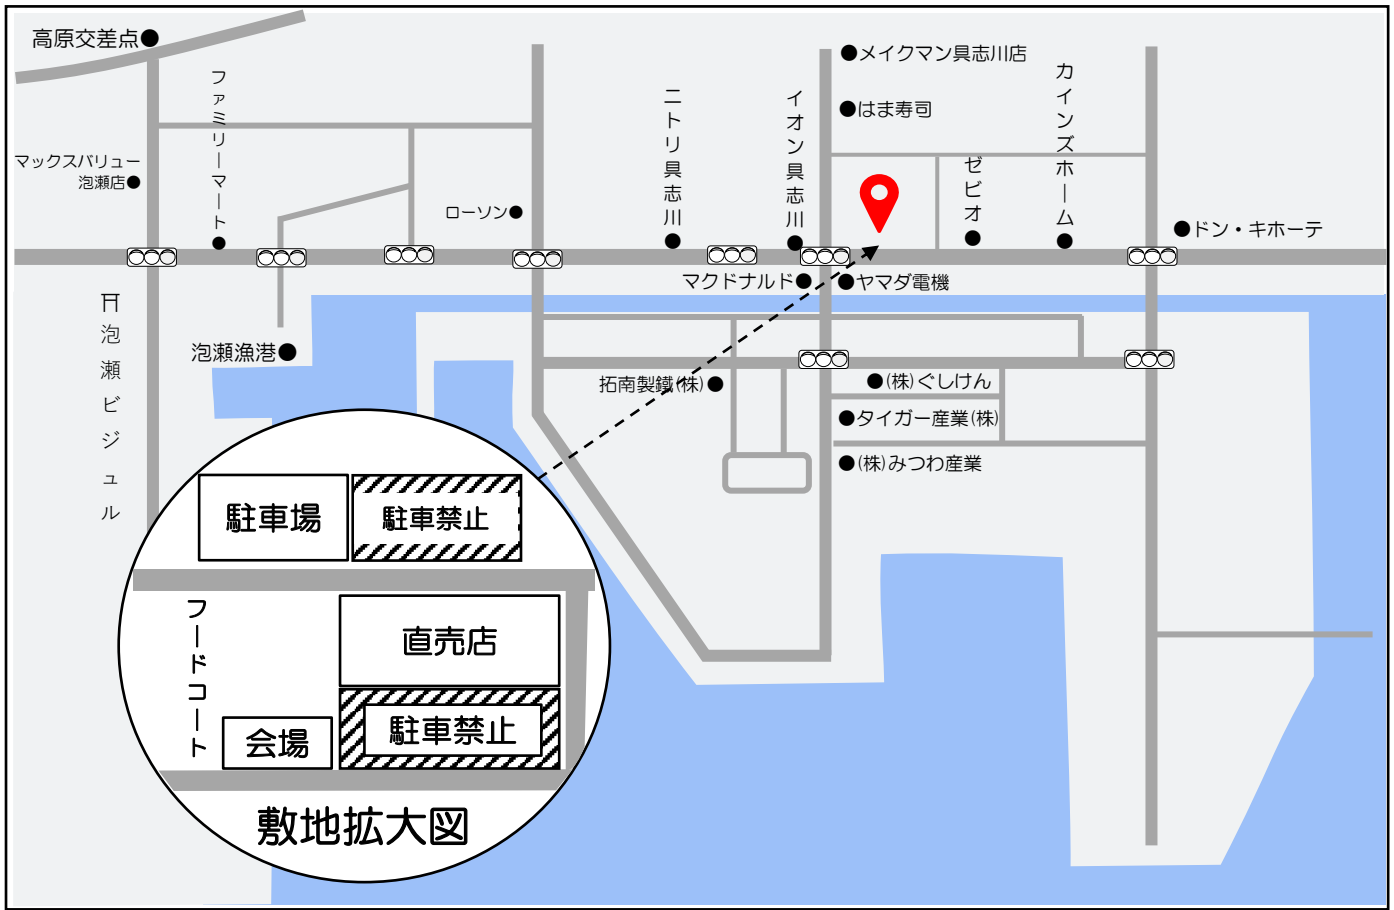 高原交差点
メイクマン具志川店
ファミリーマート
ニトリ具志川
イオン具志川
はま寿司
カインズホーム
マックスバリュー
泡瀬店
ゼビオ
ローソン
ドン・キホーテ
マクドナルド
ヤマダ電機
泡瀬ビジュル
泡瀬漁港
拓南製鐵(株)
(株)ぐしけん
タイガー産業(株)
(株)みつわ産業
駐車場
駐車禁止
フードコート
直売店
会場
駐車禁止
敷地拡大図